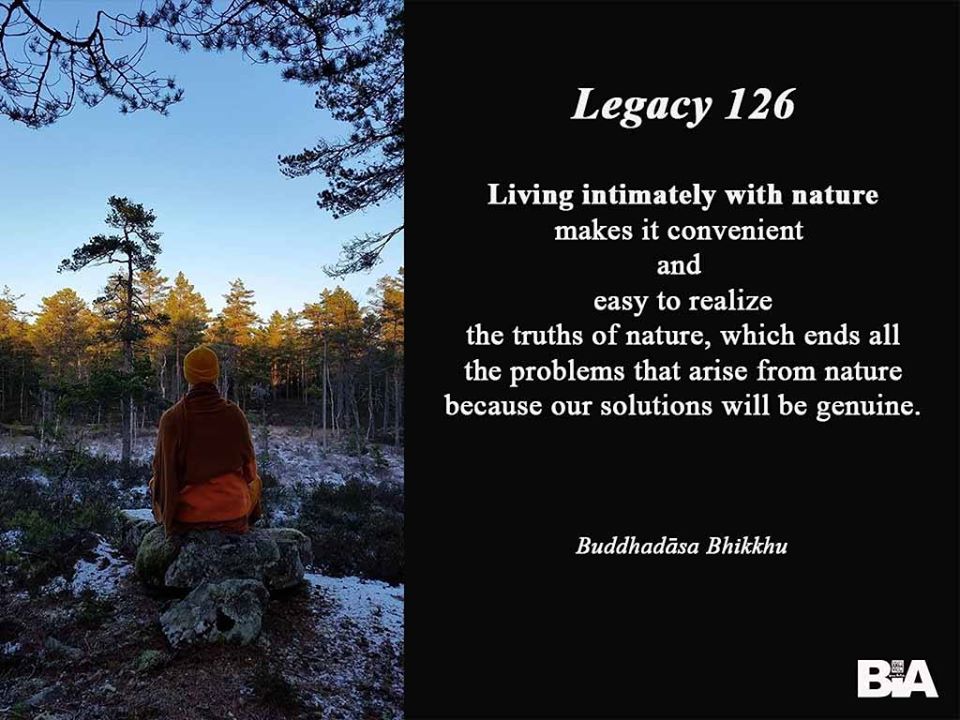 Legacy 126
Living intimately with nature
makes it convenient
and
easy to realize
the truths of nature, which ends all
the problems that arise from nature
because our solutions will be genuine.
Buddhadāsa Bhikkhu
BiA